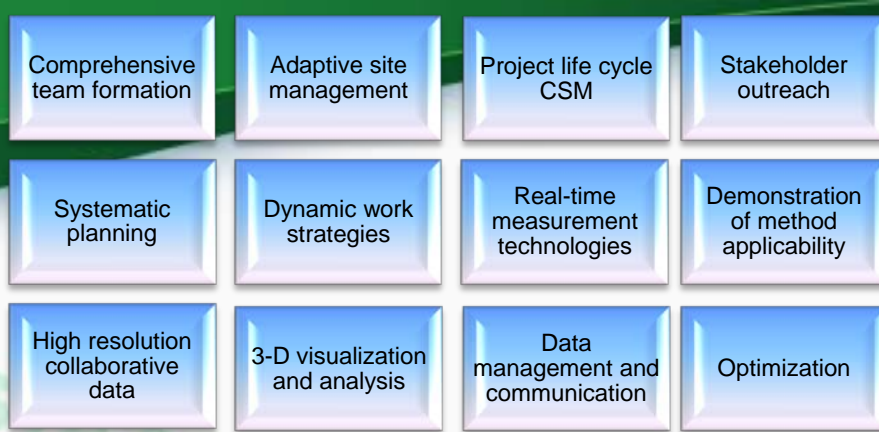 Comprehensive
team formation
Adaptive site
management
Project life cycle
CSM
Stakeholder
outreach
Systematic
planning
Dynamic work
strategies
Real-time
measurement
technologies
Demonstration
of method
applicability
High resolution
collaborative
data
3-D visualization
and analysis
Data
management and
communication
Optimization